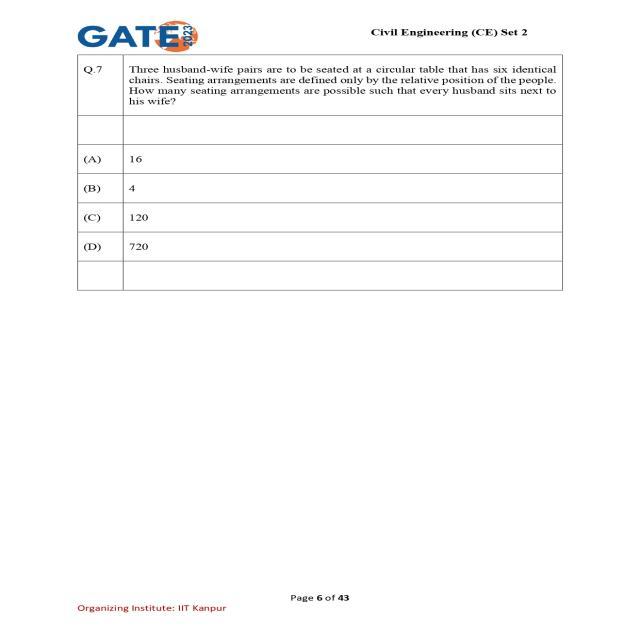 GATE 2023
Civil Engineering (CE) Set 2
Q.7
Three husband-wife pairs are to be seated at a circular table that has six identical
chairs. Seating arrangements are defined only by the relative position of the people.
How many seating arrangements are possible such that every husband sits next to
his wife?
(A) 16
(B) 4
(C) 120
(D) 720
Page 6 of 43
Organizing Institute: IIT Kanpur